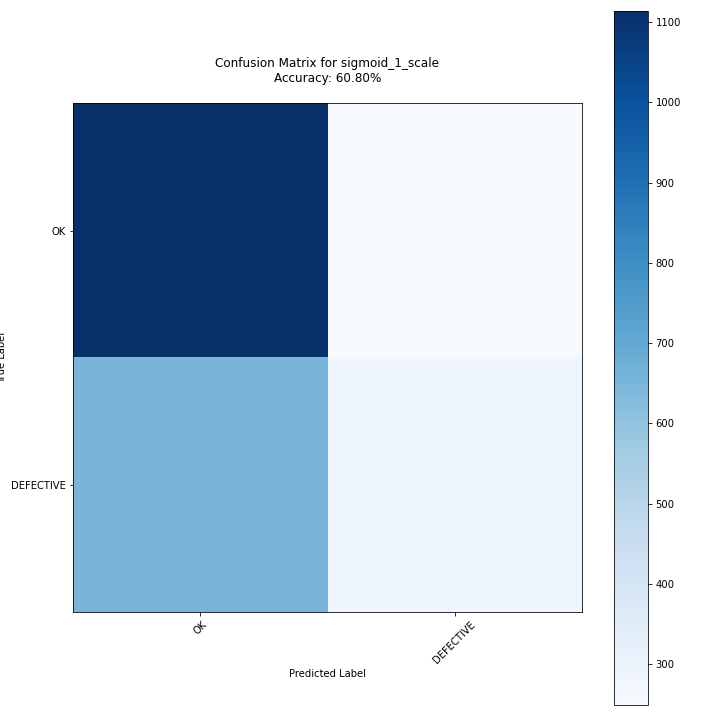 Confusion Matrix for sigmoid_1_scale
Accuracy: 60.80%
OK
DEFECTIVE
OK
DEFECTIVE
Predicted Label
1100
1000
900
800
700
600
500
400
300